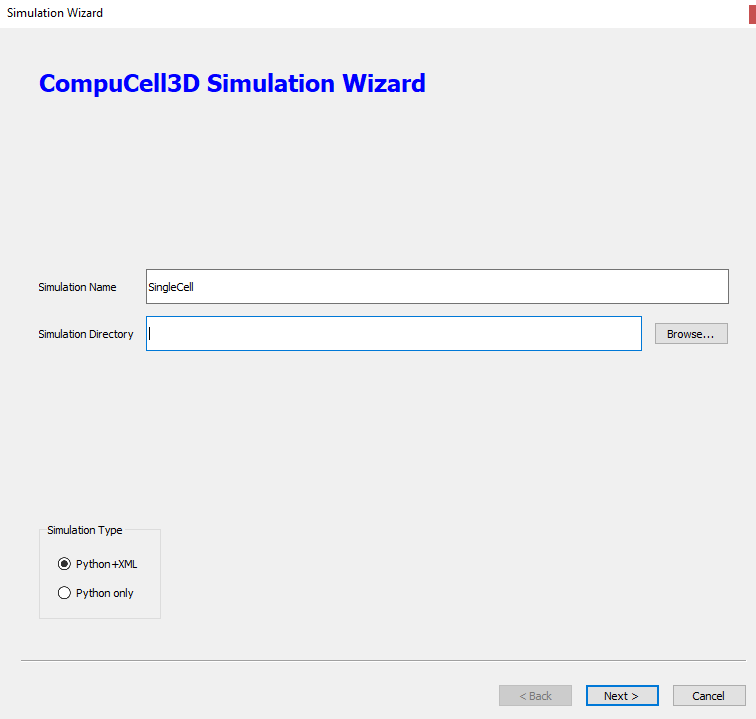 Simulation Wizard
CompuCell3D Simulation Wizard
Simulation Name
SingleCell
Simulation Directory
Browse...
Simulation Type
Python+XML
Python only
< Back
Next >
Cancel